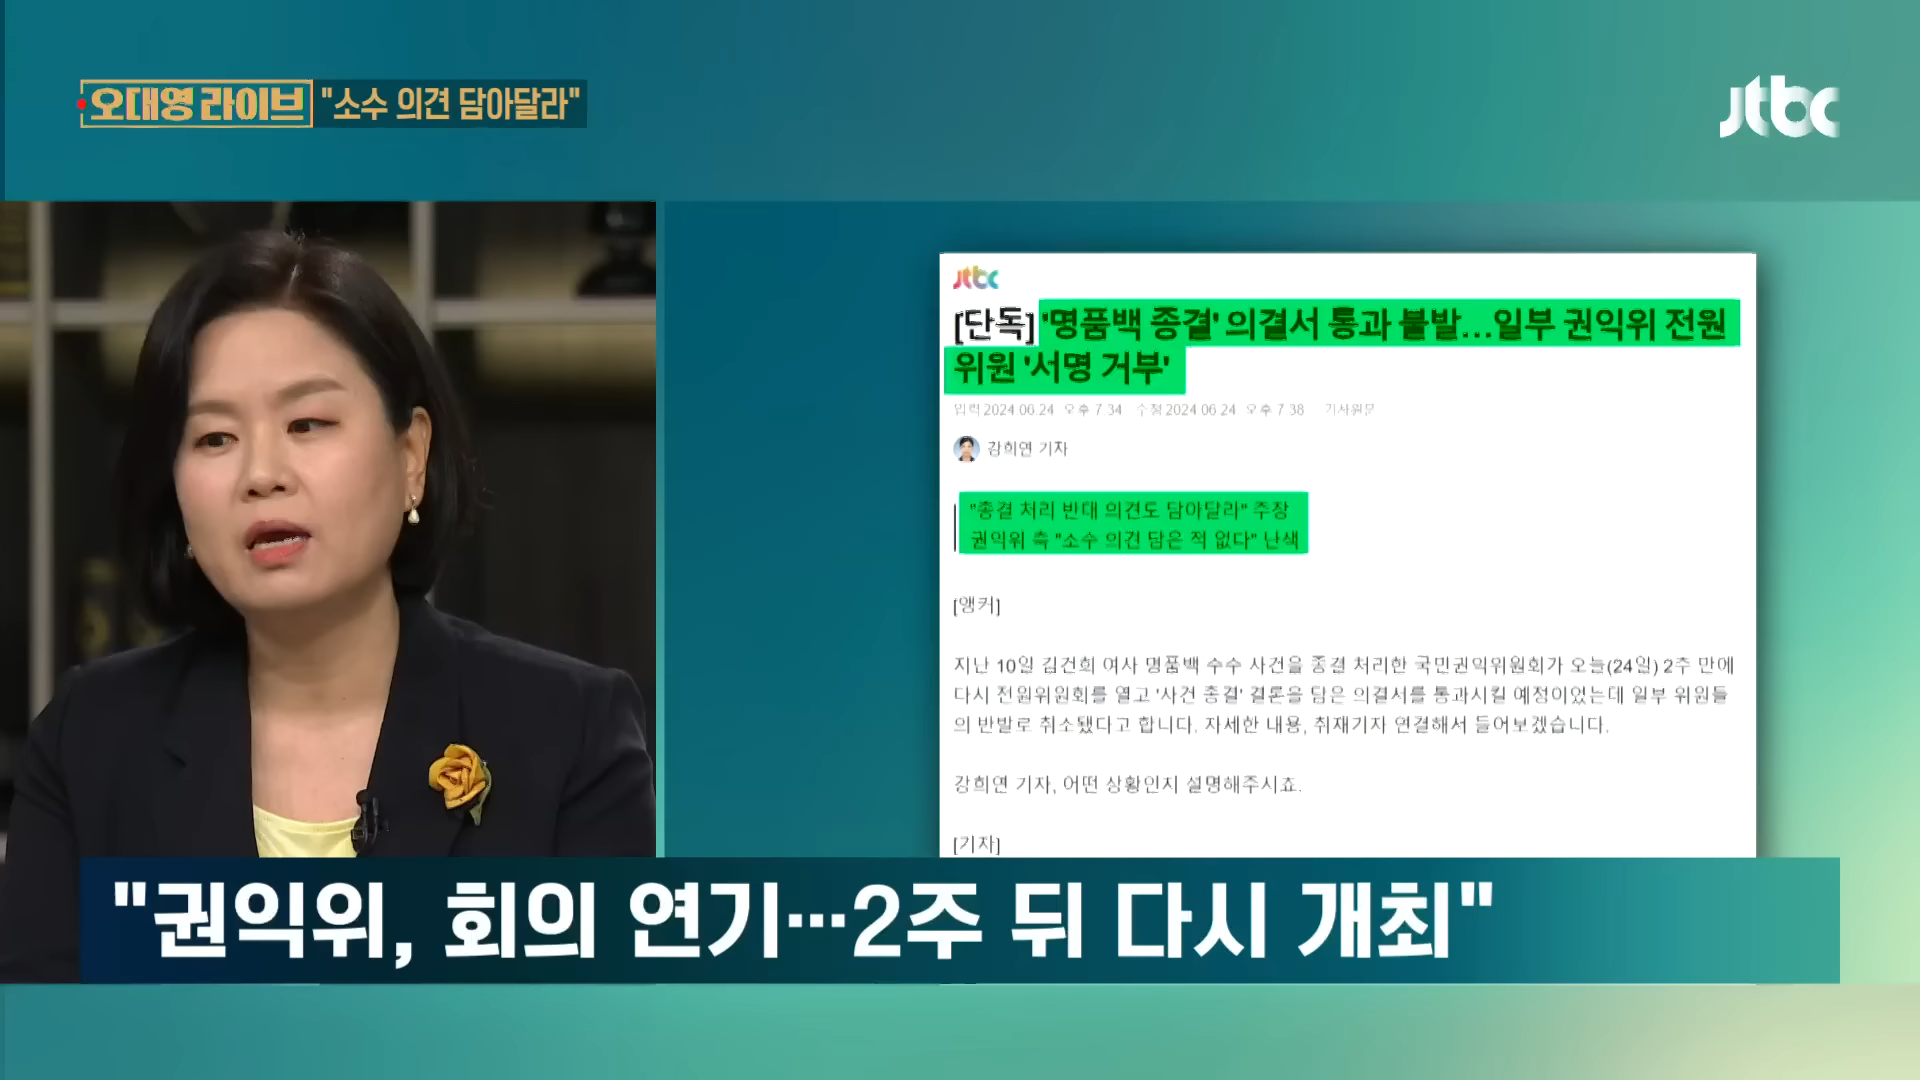 오대영 라이브 "소수 의견 담아달라"
jtbc
jtbc
[단독] '명품백 종결' 의결서 통과 불발...일부 권익위 전원
위원 '서명 거부'
입력 2024.06.24 오후 7:34 수정 2024.06.24 오후 7:38 기사원문
강희연 기자
"종결 처리 반대 의견도 담아달라" 주장
권익위 측 "소수 의견 담은 적 없다" 난색
[앵커]
지난 10일 김건희 여사 명품백 수수 사건을 종결 처리한 국민권익위원회가 오늘(24일) 2주 만에
다시 전원위원회를 열고 '사건 종결' 결론을 담은 의결서를 통과시킬 예정이었는데 일부 위원들
의 반발로 취소됐다고 합니다. 자세한 내용, 취재기자 연결해서 들어보겠습니다.
강희연 기자, 어떤 상황인지 설명해주시죠.
[기자]
"권익위, 회의 연기…2주 뒤 다시 개최"